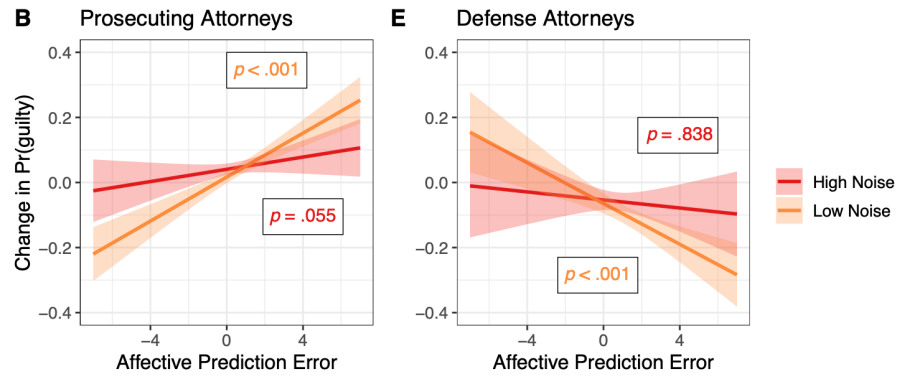 B Prosecuting Attorneys
E Defense Attorneys
Change in Pr(guilty)
0.4
0.2
0.0
−0.2
−0.4
p < .001
p = .055
−4 0 4
Affective Prediction Error
0.4
0.2
0.0
−0.2
−0.4
p = .838
p < .001
−4 0 4
Affective Prediction Error
High Noise
Low Noise